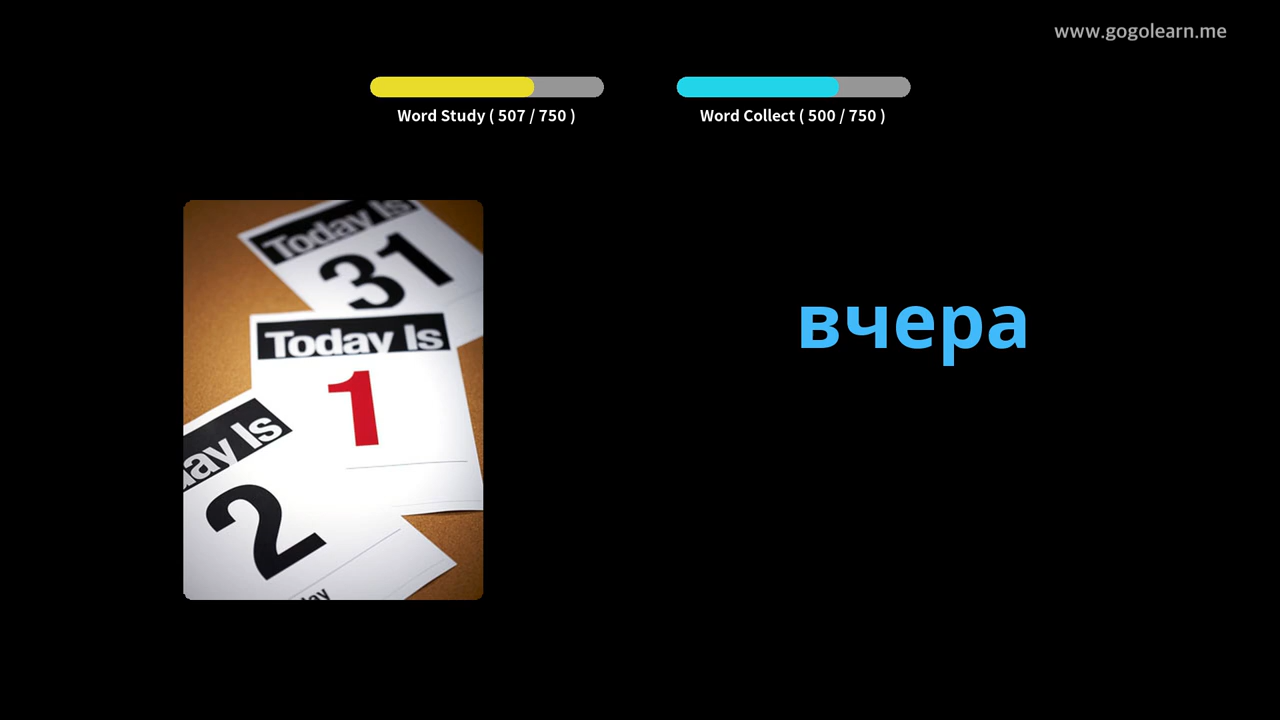 www.gogolearn.me
Word Study ( 507 / 750 )
Word Collect ( 500 / 750 )
Today Is
31
Today Is
1
ay Is
2
ay
вчера